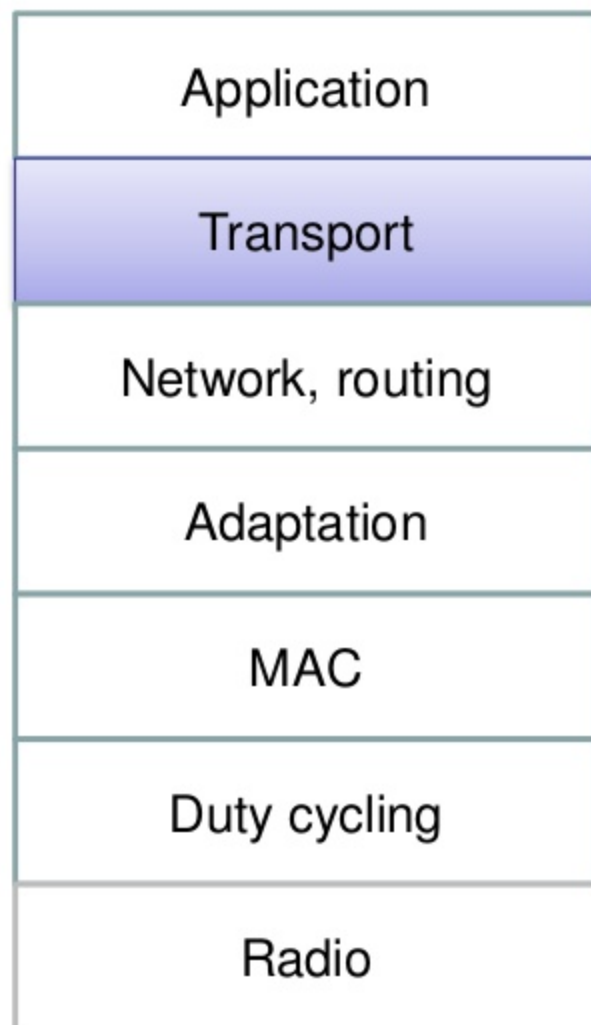 Application
Transport
Network, routing
Adaptation
MAC
Duty cycling
Radio